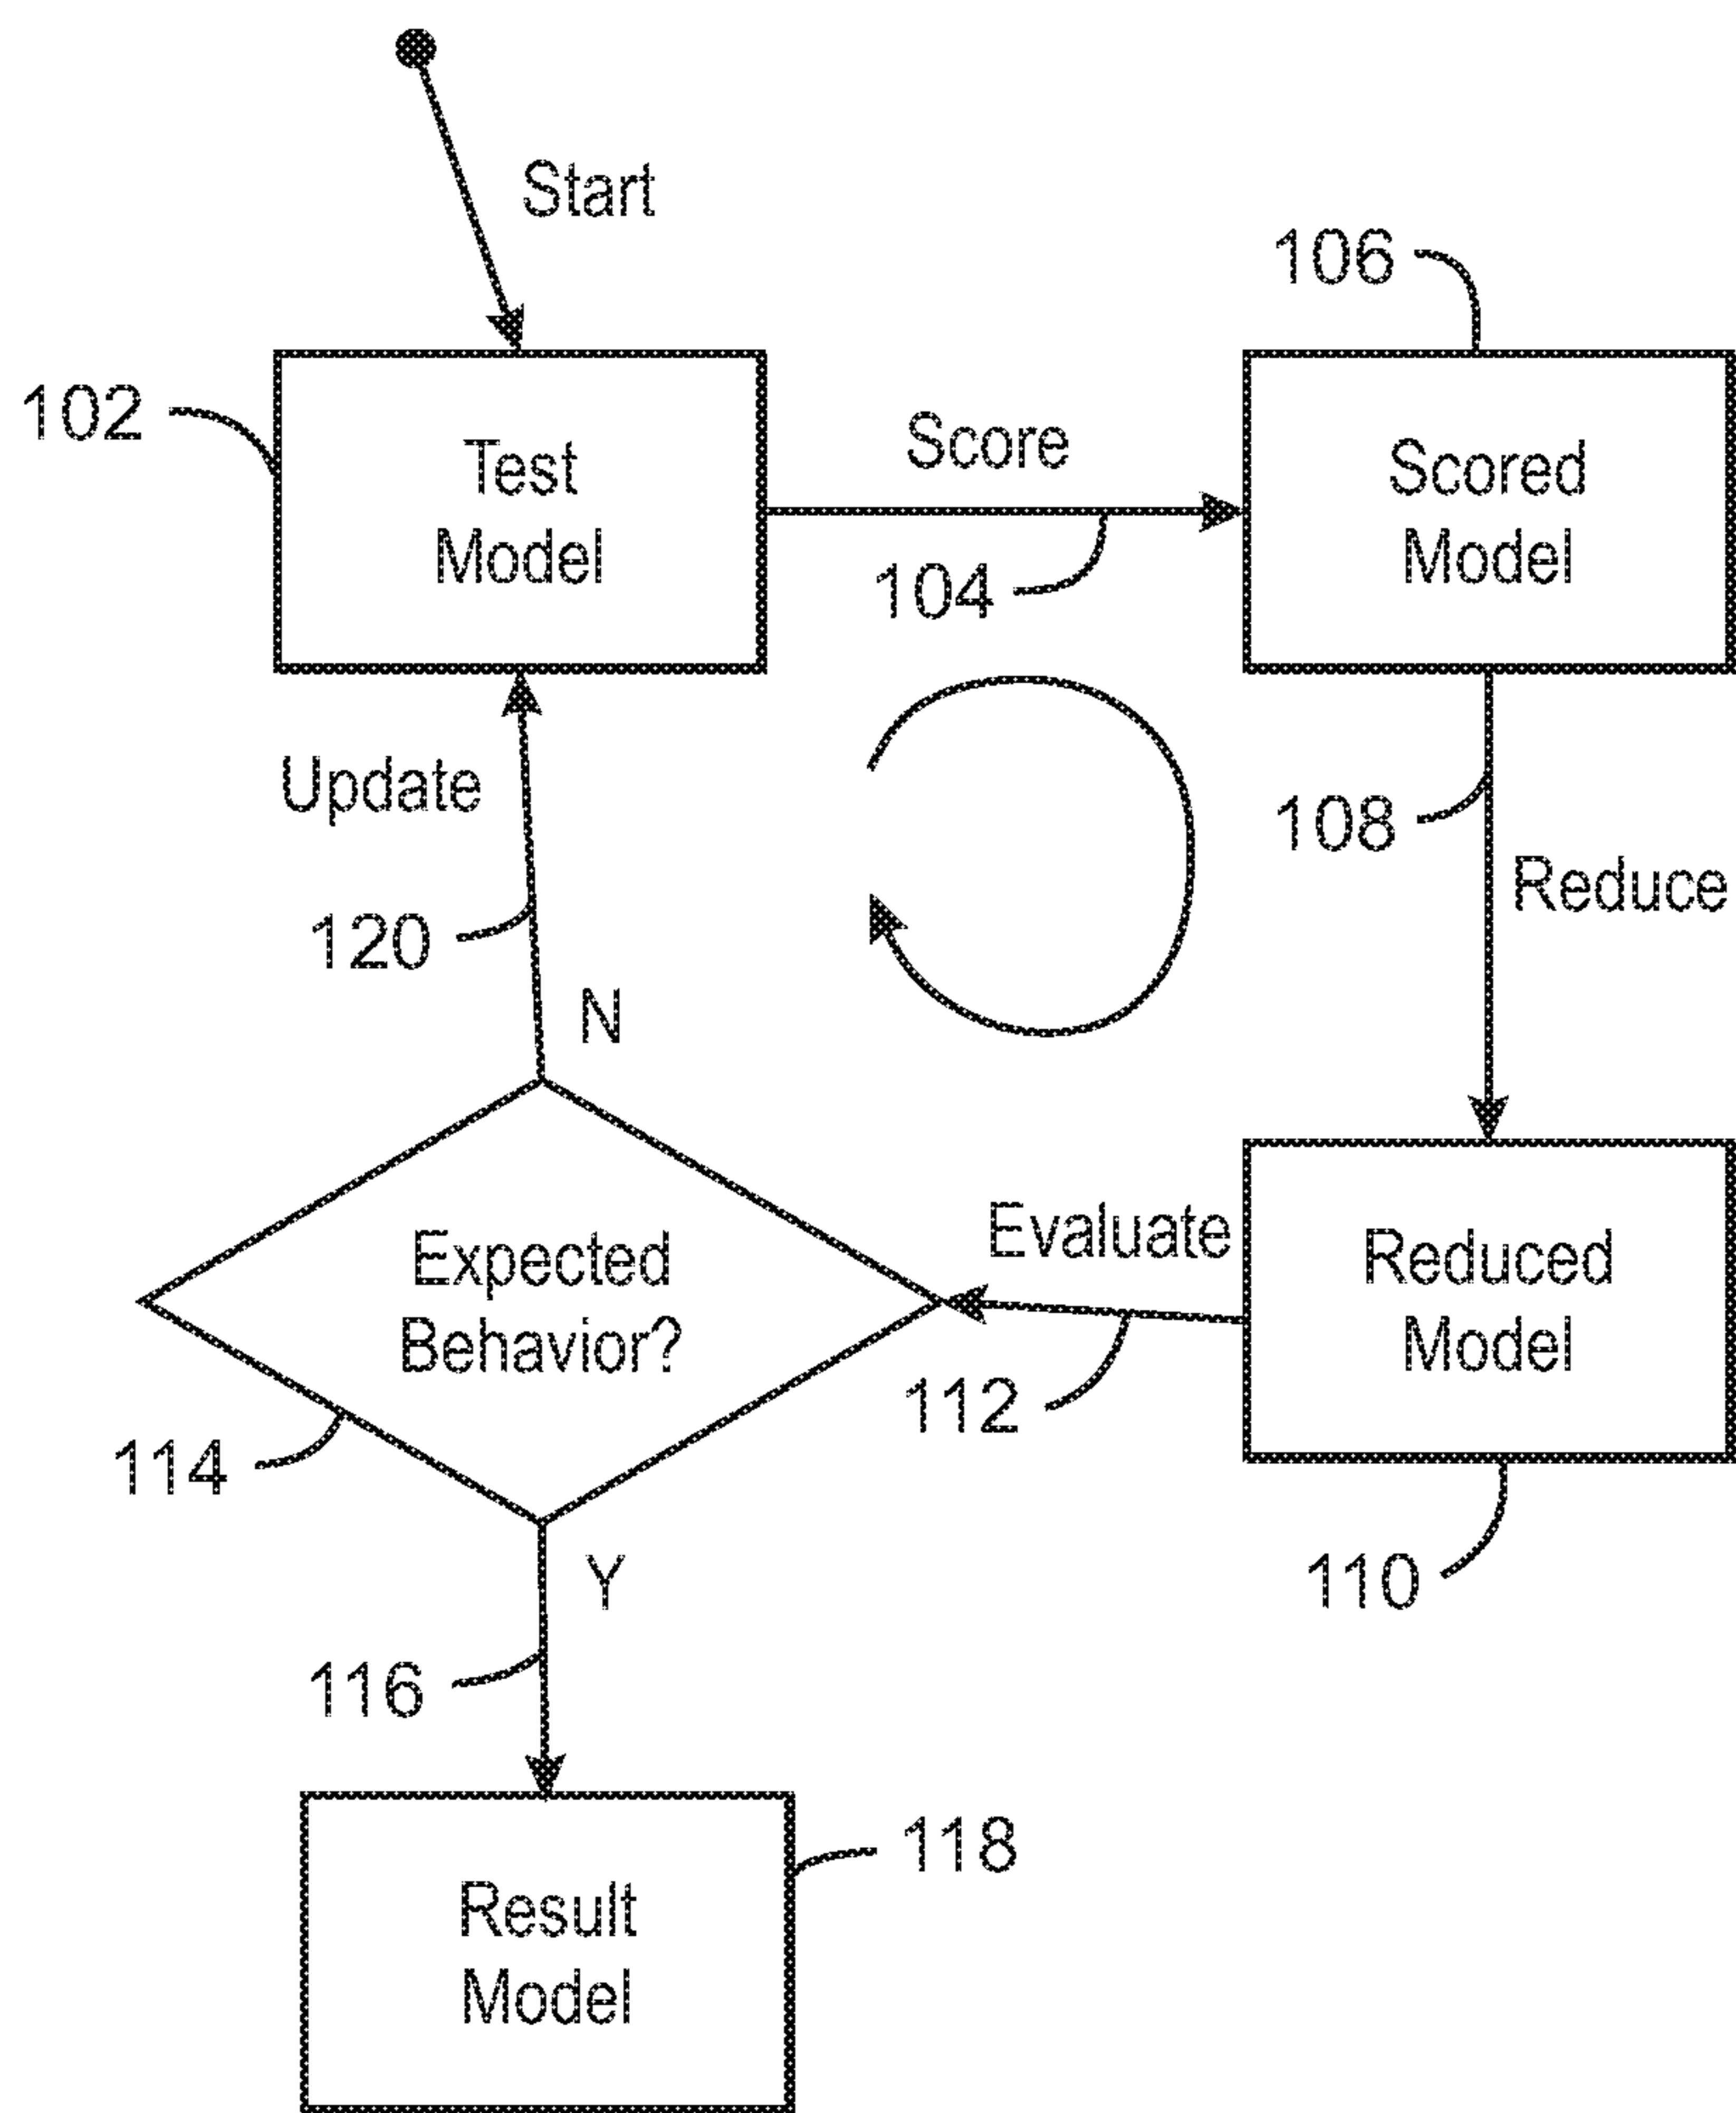 Start
106
102
Test
Model
Score
104
Scored
Model
Update
108
Reduce
120
N
Expected
Behavior?
Evaluate
112
Reduced
Model
114
110
Y
116
118
Result
Model